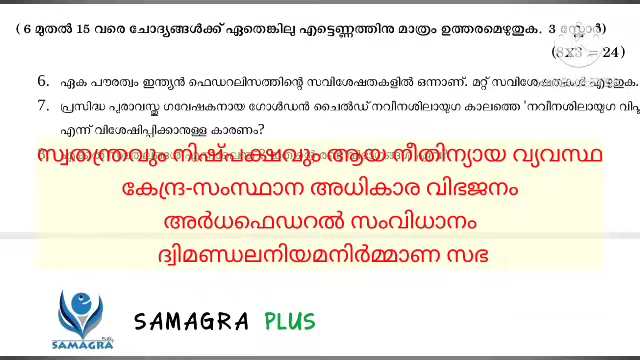 ( 6 മുതൽ 15 വരെ ചോദ്യങ്ങൾക്ക് ഏതെങ്കിലും എട്ടെണ്ണത്തിനു മാത്രം ഉത്തരമെഴുതുക. 3 സ്കോർ)
(8X3 = 24)
6. ഏക പൗരത്വം ഇന്ത്യൻ ഫെഡറലിസത്തിന്റെ സവിശേഷതകളിൽ ഒന്നാണ്. മറ്റ് സവിശേഷതകൾ എഴുതുക.
7. പ്രസിദ്ധ പുരാവസ്തു ഗവേഷകനായ ഗോൾഡൻ ചൈൽഡ് നവീനശിലായുഗ കാലത്തെ 'നവീനശിലായുഗ
എന്ന് വിശേഷിപ്പിക്കാനുള്ള കാരണം?
സ്വതന്ത്രവും നിഷ്പക്ഷവും ആയ നീതിന്യായ വ്യവസ്ഥ
കേന്ദ്ര-സംസ്ഥാന അധികാര വിഭജനം
അർധഫെഡറൽ സംവിധാനം
ദ്വിമണ്ഡലനിയമനിർമ്മാണ സഭ
SAMAGRA PLUS
SAMAGRA